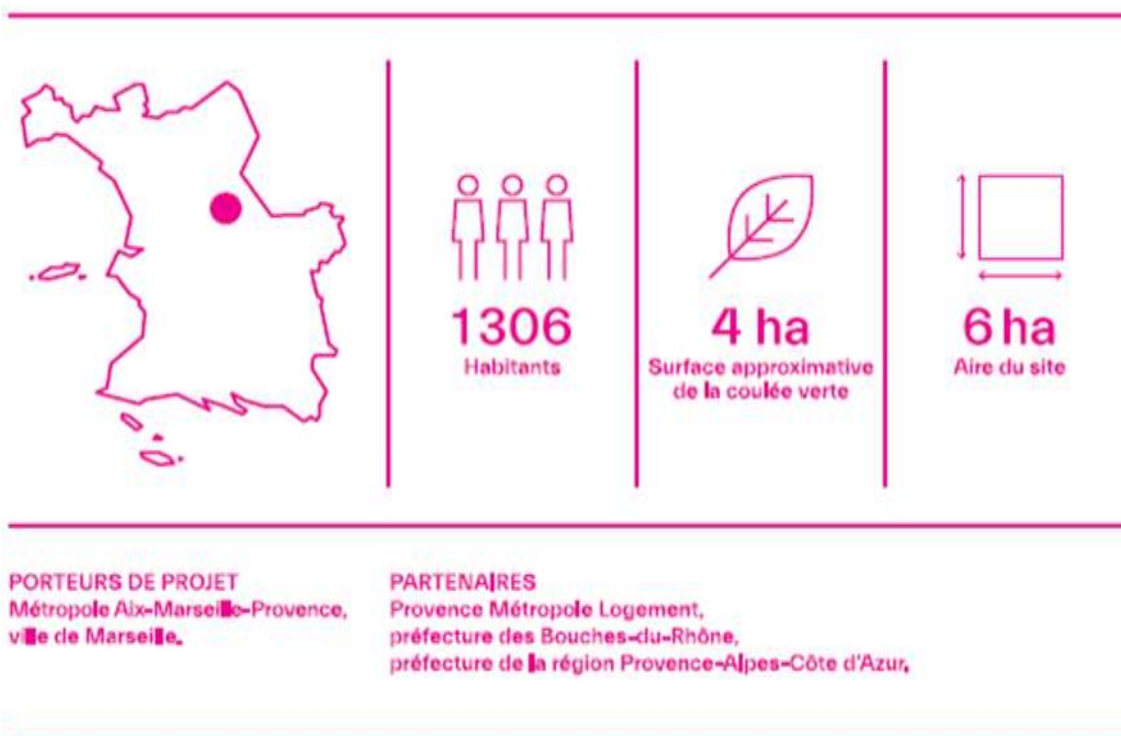 1306
Habitants
4 ha
Surface approximative
de la coulée verte
6 ha
Aire du site
PORTEURS DE PROJET
Métropole Aix-Marseille-Provence,
ville de Marseille.
PARTENAIRES
Provence Métropole Logement,
préfecture des Bouches-du-Rhône,
préfecture de la région Provence-Alpes-Côte d'Azur.